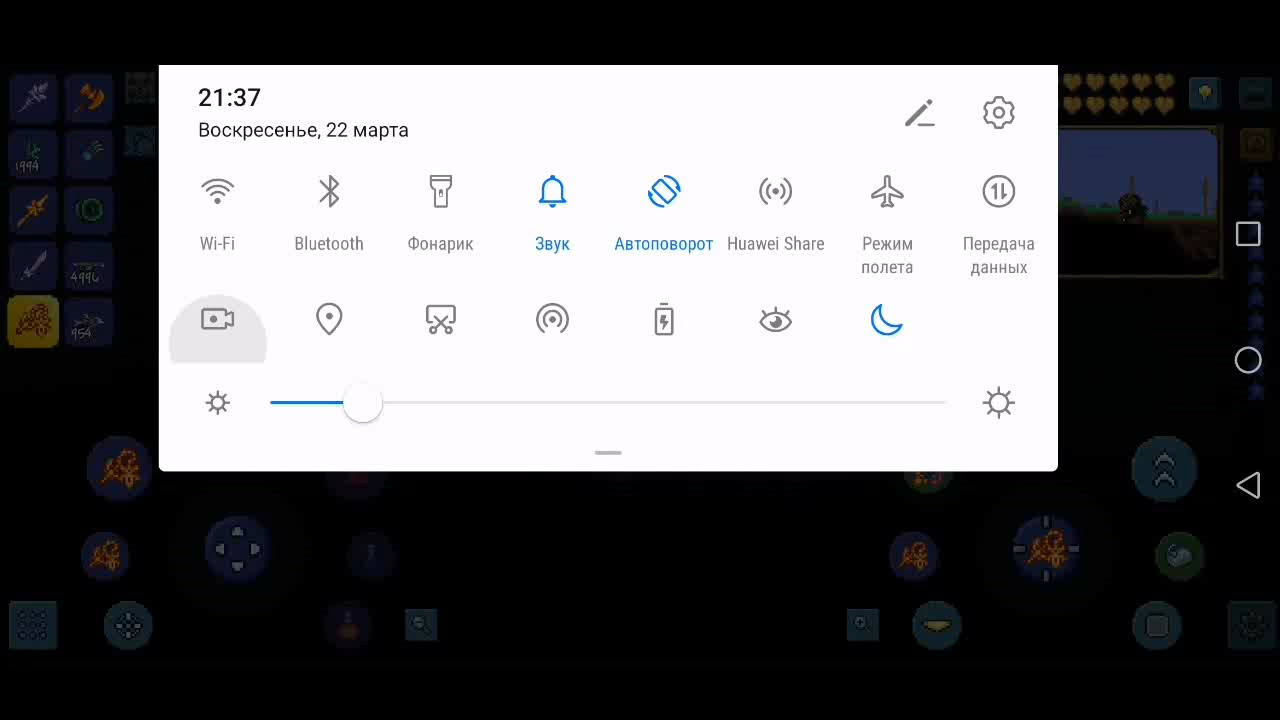 21:37
Воскресенье, 22 марта
Wi-Fi
Bluetooth
Фонарик
Звук
Автоповорот
Huawei Share
Режим
полета
Передача
данных
1994
4996
954